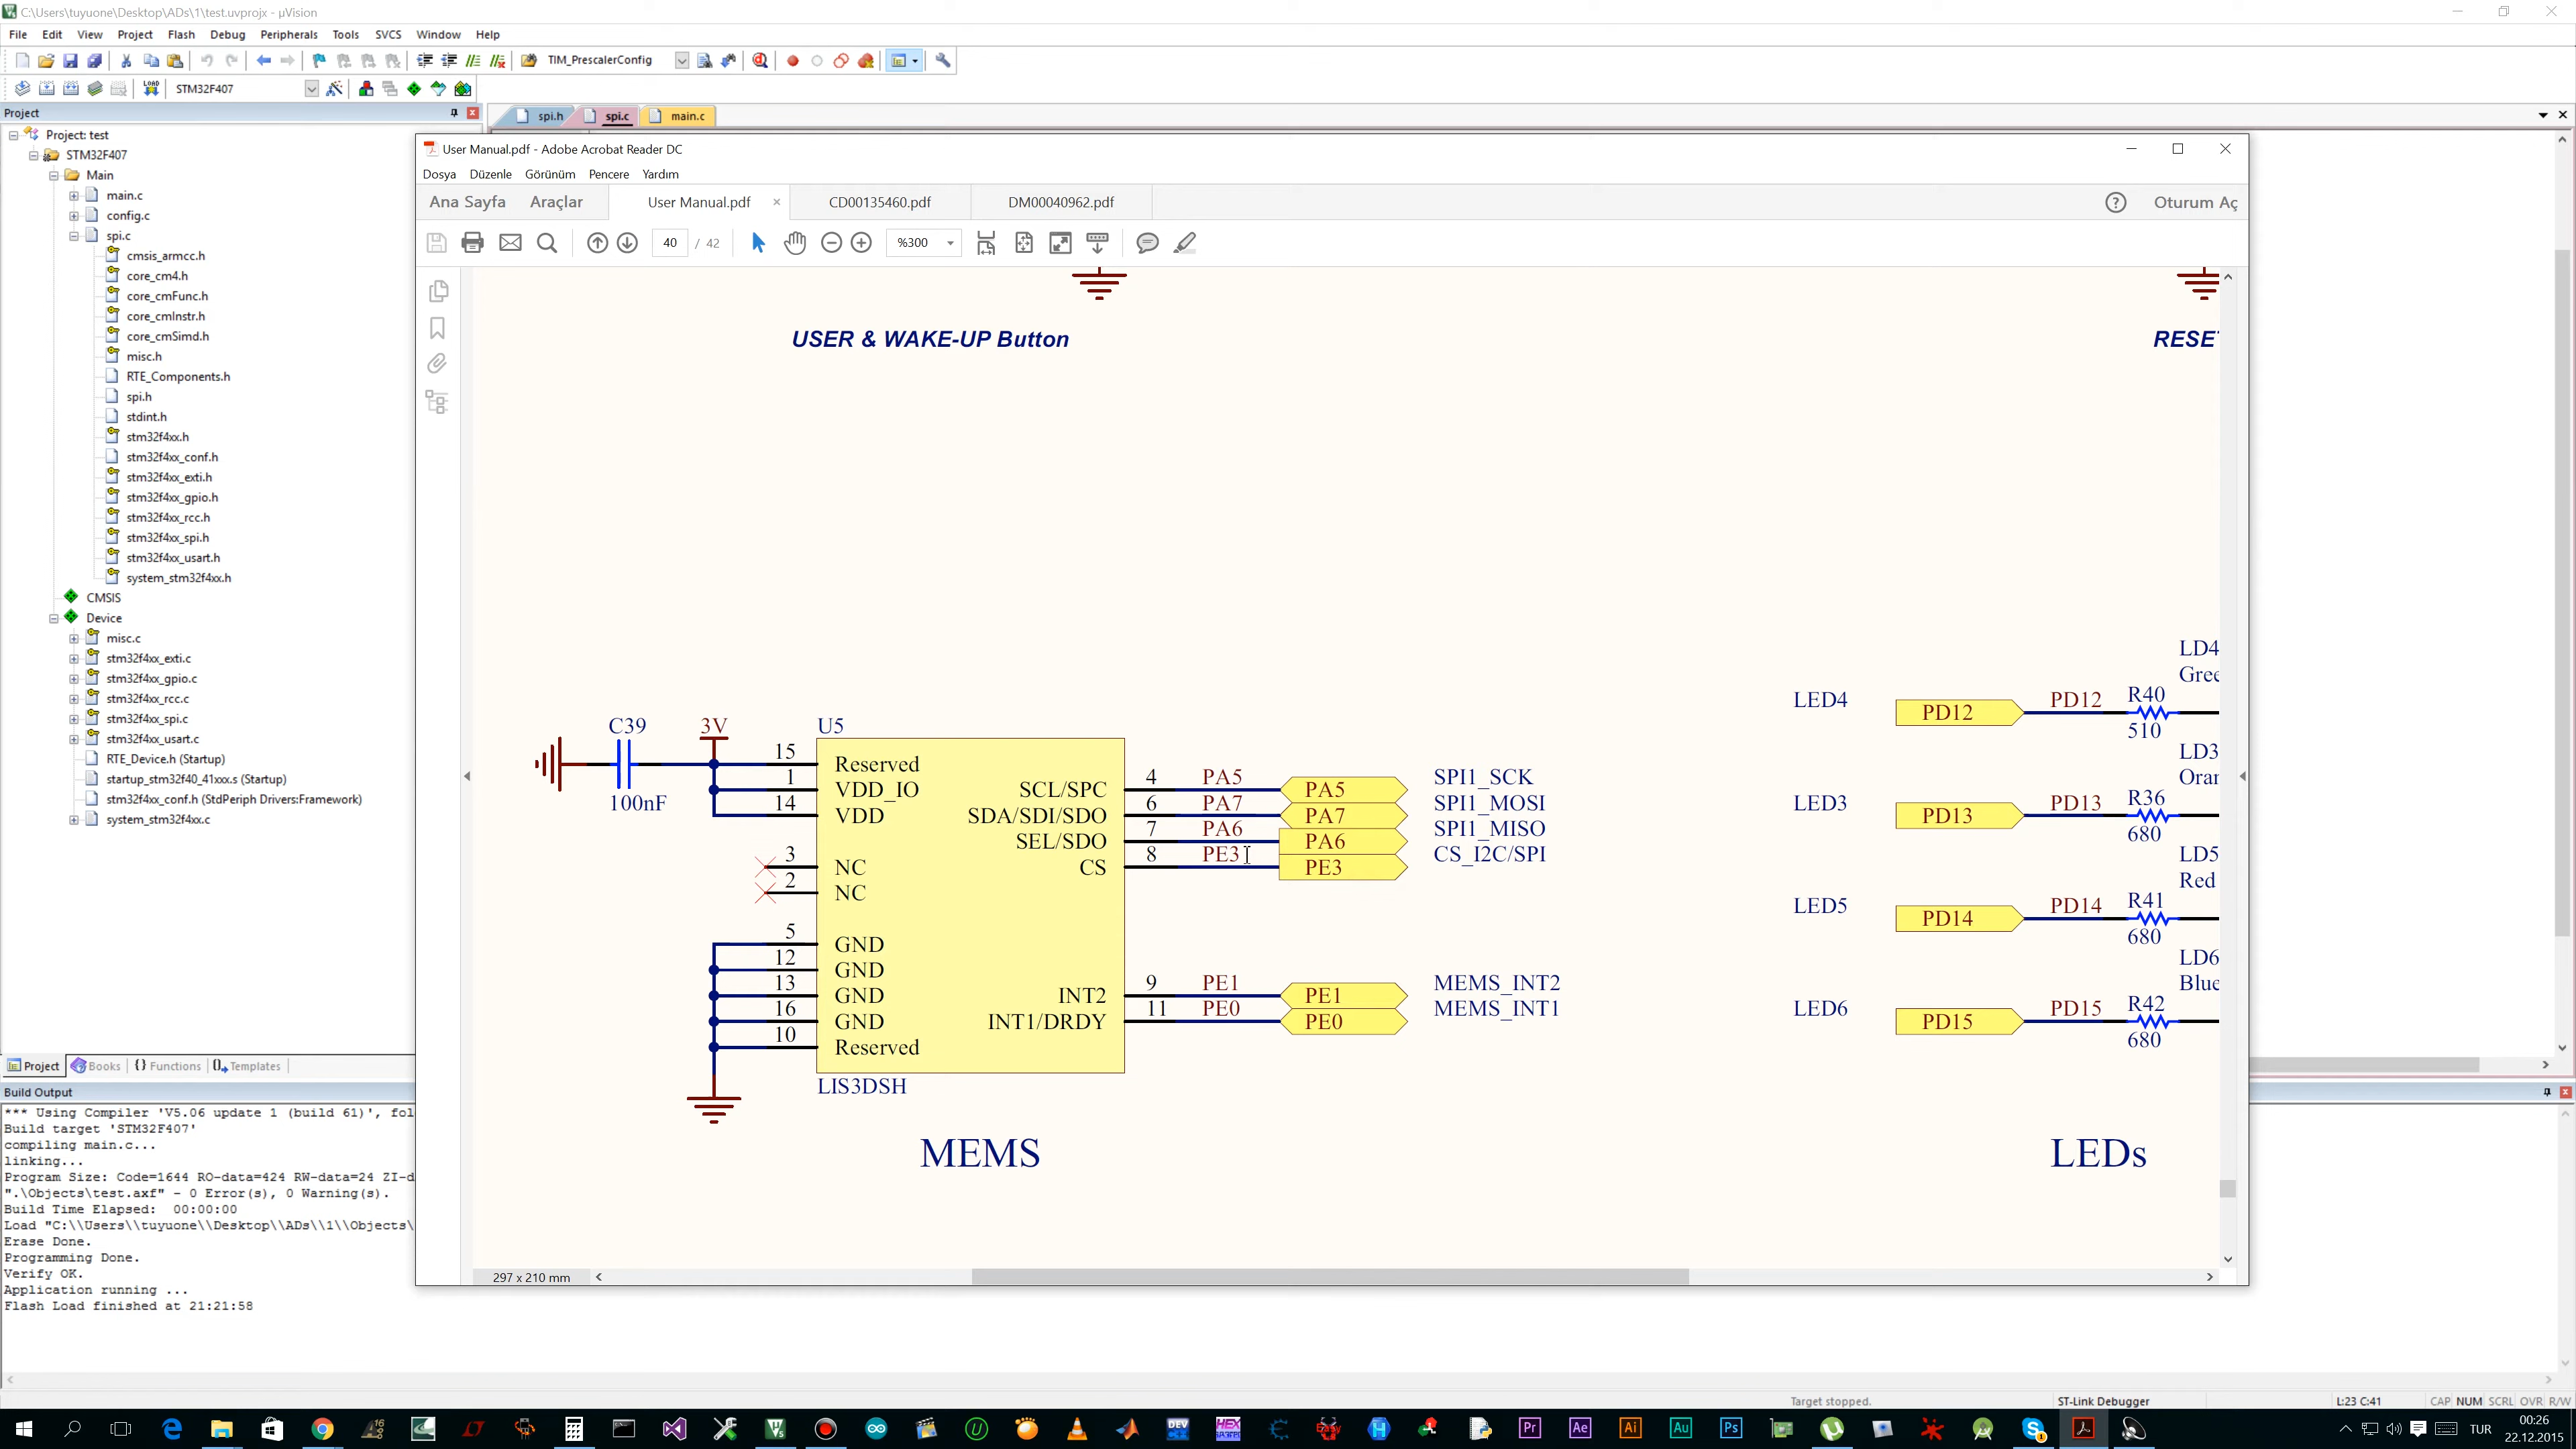 C:\Users\tuyuone\Desktop\ADs\1\test.uvprojx - µVision
File Edit View Project Flash Debug Peripherals Tools SVCS Window Help
TIM_PrescalerConfig
LOAD STM32F407
Project
spi.h spi.c main.c
Project: test
STM32F407
Main
main.c
config.c
spi.c
cmsis_armcc.h
core_cm4.h
core_cmFunc.h
core_cmInstr.h
core_cmSimd.h
misc.h
RTE_Components.h
spi.h
stdint.h
stm32f4xx.h
stm32f4xx_conf.h
stm32f4xx_exti.h
stm32f4xx_gpio.h
stm32f4xx_rcc.h
stm32f4xx_spi.h
stm32f4xx_usart.h
system_stm32f4xx.h
CMSIS
Device
misc.c
stm32f4xx_exti.c
stm32f4xx_gpio.c
stm32f4xx_rcc.c
stm32f4xx_spi.c
stm32f4xx_usart.c
RTE_Device.h (Startup)
startup_stm32f40_41xxx.s (Startup)
stm32f4xx_conf.h (StdPeriph Drivers:Framework)
system_stm32f4xx.c
Project Books {} Functions Templates
User Manual.pdf - Adobe Acrobat Reader DC
Dosya Düzenle Görünüm Pencere Yardım
Ana Sayfa Araçlar User Manual.pdf × CD00135460.pdf DM00040962.pdf ? Oturum Aç
40 / 42 %300
USER & WAKE-UP Button
RESET
C39
3V
U5
100nF
15 Reserved
1 VDD_IO
14 VDD
3 NC
2 NC
5 GND
12 GND
13 GND
16 GND
10 Reserved
SCL/SPC 4 PA5 PA5 SPI1_SCK
SDA/SDI/SDO 6 PA7 PA7 SPI1_MOSI
SEL/SDO 7 PA6 PA6 SPI1_MISO
CS 8 PE3 PE3 CS_I2C/SPI
INT2 9 PE1 PE1 MEMS_INT2
INT1/DRDY 11 PE0 PE0 MEMS_INT1
LIS3DSH
MEMS
LD4
Gree
LED4 PD12 PD12 R40
510
LD3
Oran
LED3 PD13 PD13 R36
680
LD5
Red
LED5 PD14 PD14 R41
680
LD6
Blue
LED6 PD15 PD15 R42
680
LEDs
297 x 210 mm
Build Output
*** Using Compiler 'V5.06 update 1 (build 61)', fol
Build target 'STM32F407'
compiling main.c...
linking...
Program Size: Code=1644 RO-data=424 RW-data=24 ZI-d
".\Objects\test.axf" - 0 Error(s), 0 Warning(s).
Build Time Elapsed: 00:00:00
Load "C:\\Users\\tuyuone\\Desktop\\ADs\\1\\Objects\
Erase Done.
Programming Done.
Verify OK.
Application running ...
Flash Load finished at 21:21:58
Target stopped. ST-Link Debugger L:23 C:41 CAP NUM SCRL OVR R/W
DEV HEX Easy Pr Ae Ai Au Ps
TUR
00:26
22.12.2015